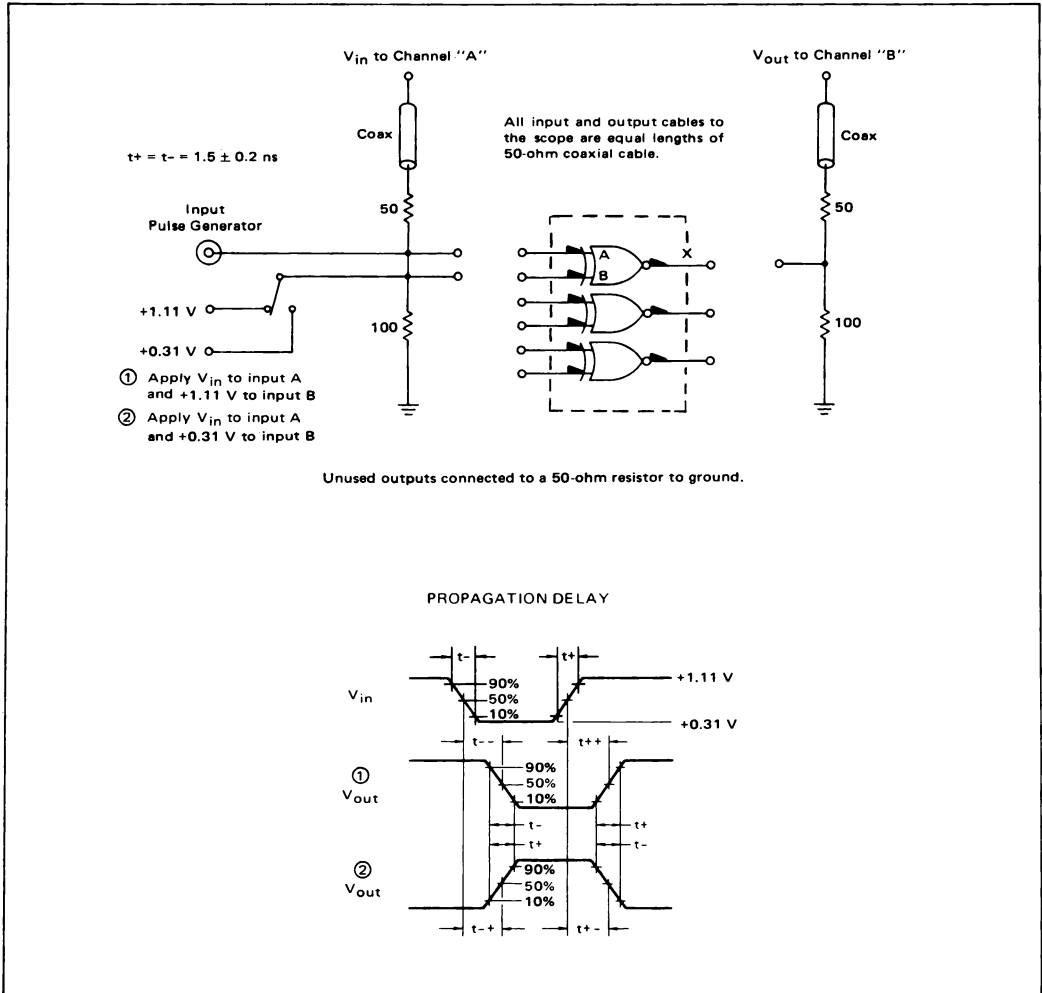 V_in to Channel "A"
V_out to Channel "B"
Coax
All input and output cables to
the scope are equal lengths of
50-ohm coaxial cable.
Coax
t+ = t- = 1.5 ± 0.2 ns
50
50
Input
Pulse Generator
A
B
X
+1.11 V
100
100
+0.31 V
① Apply V_in to input A
and +1.11 V to input B
② Apply V_in to input A
and +0.31 V to input B
Unused outputs connected to a 50-ohm resistor to ground.
PROPAGATION DELAY
t-
t+
V_in
90%
50%
10%
+1.11 V
+0.31 V
t--
t++
①
V_out
90%
50%
10%
t-
t+
t+
t-
②
V_out
90%
50%
10%
t-+
t+-